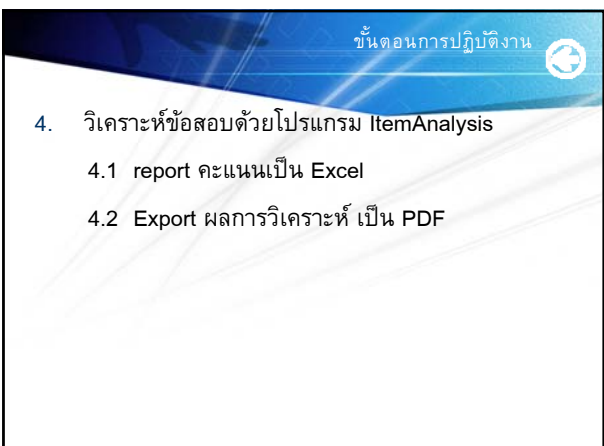 ขั้นตอนการปฏิบัติงาน
4. วิเคราะห์ข้อสอบด้วยโปรแกรม ItemAnalysis
4.1 report คะแนนเป็น Excel
4.2 Export ผลการวิเคราะห์ เป็น PDF